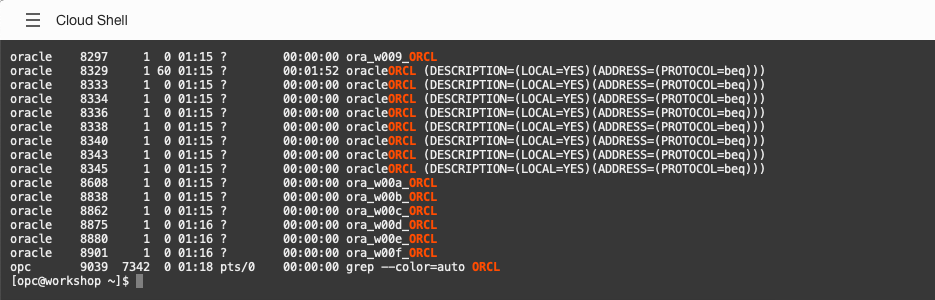 Cloud Shell
oracle    8297     1  0 01:15 ?        00:00:00 ora_w009_ORCL
oracle    8329     1 60 01:15 ?        00:01:52 oracleORCL (DESCRIPTION=(LOCAL=YES)(ADDRESS=(PROTOCOL=beq)))
oracle    8333     1  0 01:15 ?        00:00:00 oracleORCL (DESCRIPTION=(LOCAL=YES)(ADDRESS=(PROTOCOL=beq)))
oracle    8334     1  0 01:15 ?        00:00:00 oracleORCL (DESCRIPTION=(LOCAL=YES)(ADDRESS=(PROTOCOL=beq)))
oracle    8336     1  0 01:15 ?        00:00:00 oracleORCL (DESCRIPTION=(LOCAL=YES)(ADDRESS=(PROTOCOL=beq)))
oracle    8338     1  0 01:15 ?        00:00:00 oracleORCL (DESCRIPTION=(LOCAL=YES)(ADDRESS=(PROTOCOL=beq)))
oracle    8340     1  0 01:15 ?        00:00:00 oracleORCL (DESCRIPTION=(LOCAL=YES)(ADDRESS=(PROTOCOL=beq)))
oracle    8343     1  0 01:15 ?        00:00:00 oracleORCL (DESCRIPTION=(LOCAL=YES)(ADDRESS=(PROTOCOL=beq)))
oracle    8345     1  0 01:15 ?        00:00:00 oracleORCL (DESCRIPTION=(LOCAL=YES)(ADDRESS=(PROTOCOL=beq)))
oracle    8608     1  0 01:15 ?        00:00:00 ora_w00a_ORCL
oracle    8838     1  0 01:15 ?        00:00:00 ora_w00b_ORCL
oracle    8862     1  0 01:15 ?        00:00:00 ora_w00c_ORCL
oracle    8875     1  0 01:16 ?        00:00:00 ora_w00d_ORCL
oracle    8880     1  0 01:16 ?        00:00:00 ora_w00e_ORCL
oracle    8901     1  0 01:16 ?        00:00:00 ora_w00f_ORCL
opc       9039  7342  0 01:18 pts/0    00:00:00 grep --color=auto ORCL
[opc@workshop ~]$